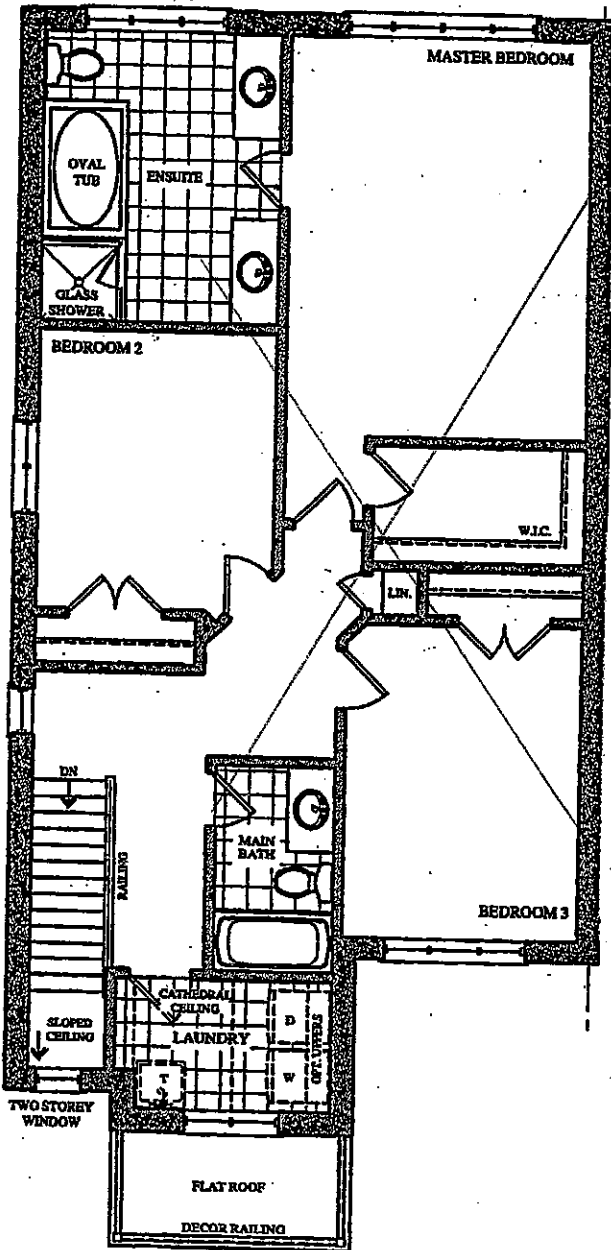 MASTER BEDROOM
OVAL
TUB
ENSUITE
GLASS
SHOWER
BEDROOM 2
W.I.C.
LIN.
DN
RAILING
MAIN
BATH
BEDROOM 3
CATHEDRAL
CEILING
SLOPED
CEILING
LAUNDRY
D
W
OPT. UPPERS
TWO STOREY
WINDOW
FLAT ROOF
DECOR RAILING